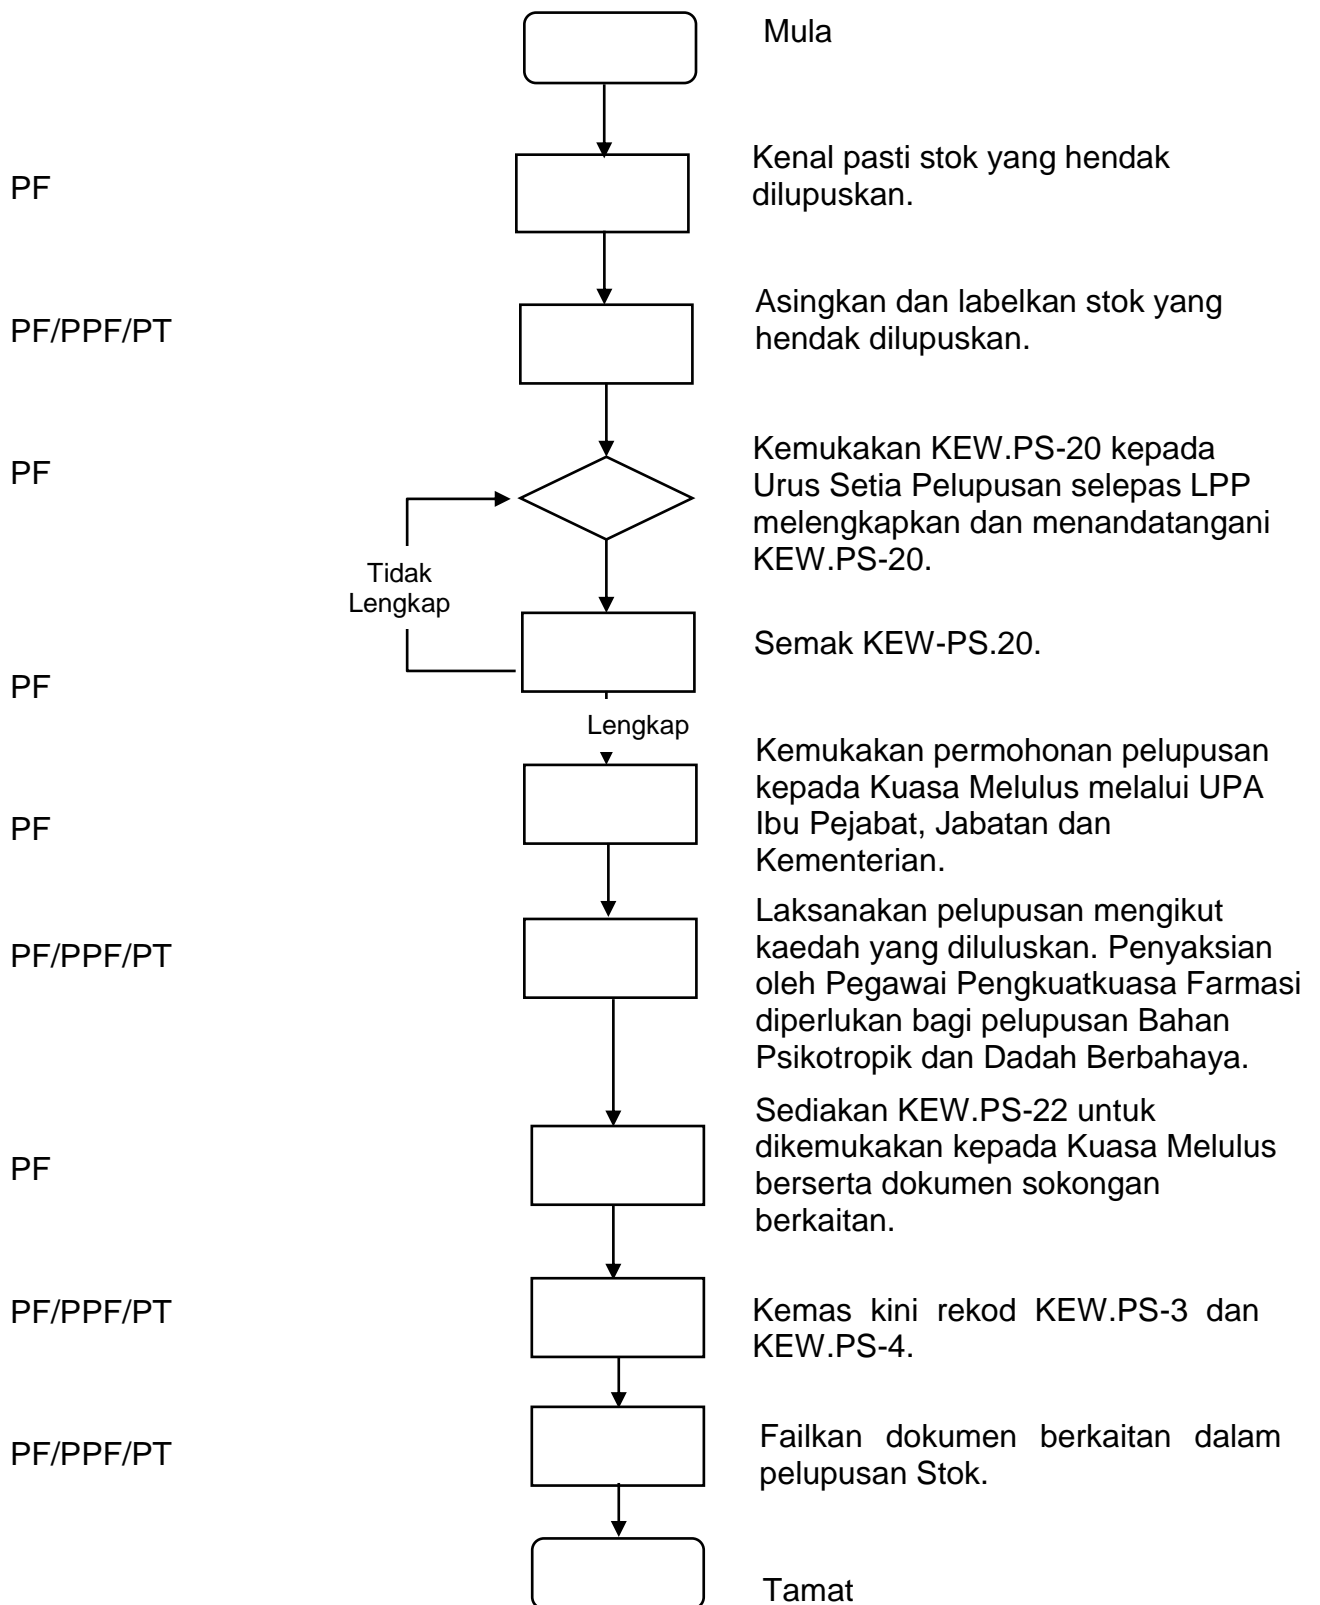 Mula
PF
Kenal pasti stok yang hendak
dilupuskan.
PF/PPF/PT
Asingkan dan labelkan stok yang
hendak dilupuskan.
PF
Kemukakan KEW.PS-20 kepada
Urus Setia Pelupusan selepas LPP
melengkapkan dan menandatangani
KEW.PS-20.
Tidak
Lengkap
PF
Semak KEW-PS.20.
Lengkap
PF
Kemukakan permohonan pelupusan
kepada Kuasa Melulus melalui UPA
Ibu Pejabat, Jabatan dan
Kementerian.
PF/PPF/PT
Laksanakan pelupusan mengikut
kaedah yang diluluskan. Penyaksian
oleh Pegawai Pengkuatkuasa Farmasi
diperlukan bagi pelupusan Bahan
Psikotropik dan Dadah Berbahaya.
PF
Sediakan KEW.PS-22 untuk
dikemukakan kepada Kuasa Melulus
berserta dokumen sokongan
berkaitan.
PF/PPF/PT
Kemas kini rekod KEW.PS-3 dan
KEW.PS-4.
PF/PPF/PT
Failkan dokumen berkaitan dalam
pelupusan Stok.
Tamat